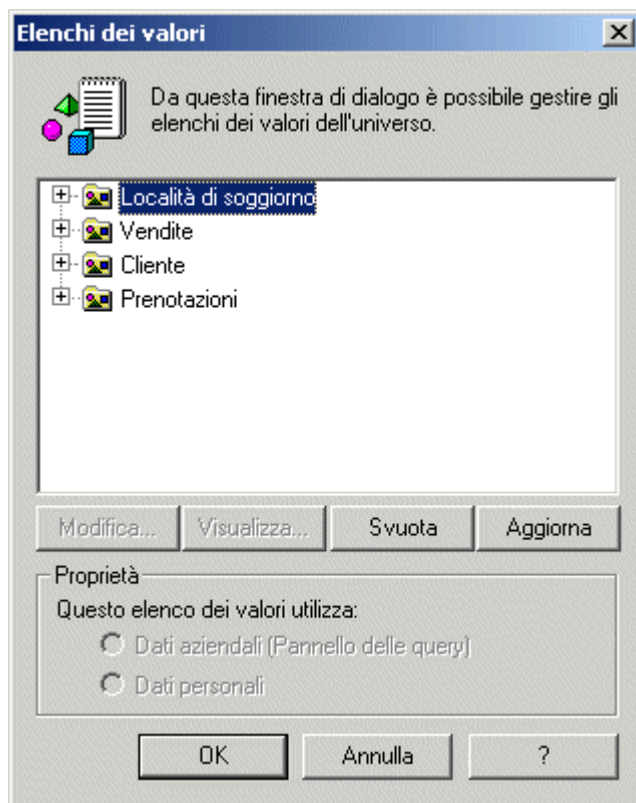 Elenchi dei valori
Da questa finestra di dialogo è possibile gestire gli
elenchi dei valori dell'universo.
Località di soggiorno
Vendite
Cliente
Prenotazioni
Modifica... Visualizza... Svuota Aggiorna
Proprietà
Questo elenco dei valori utilizza:
Dati aziendali (Pannello delle query)
Dati personali
OK Annulla ?